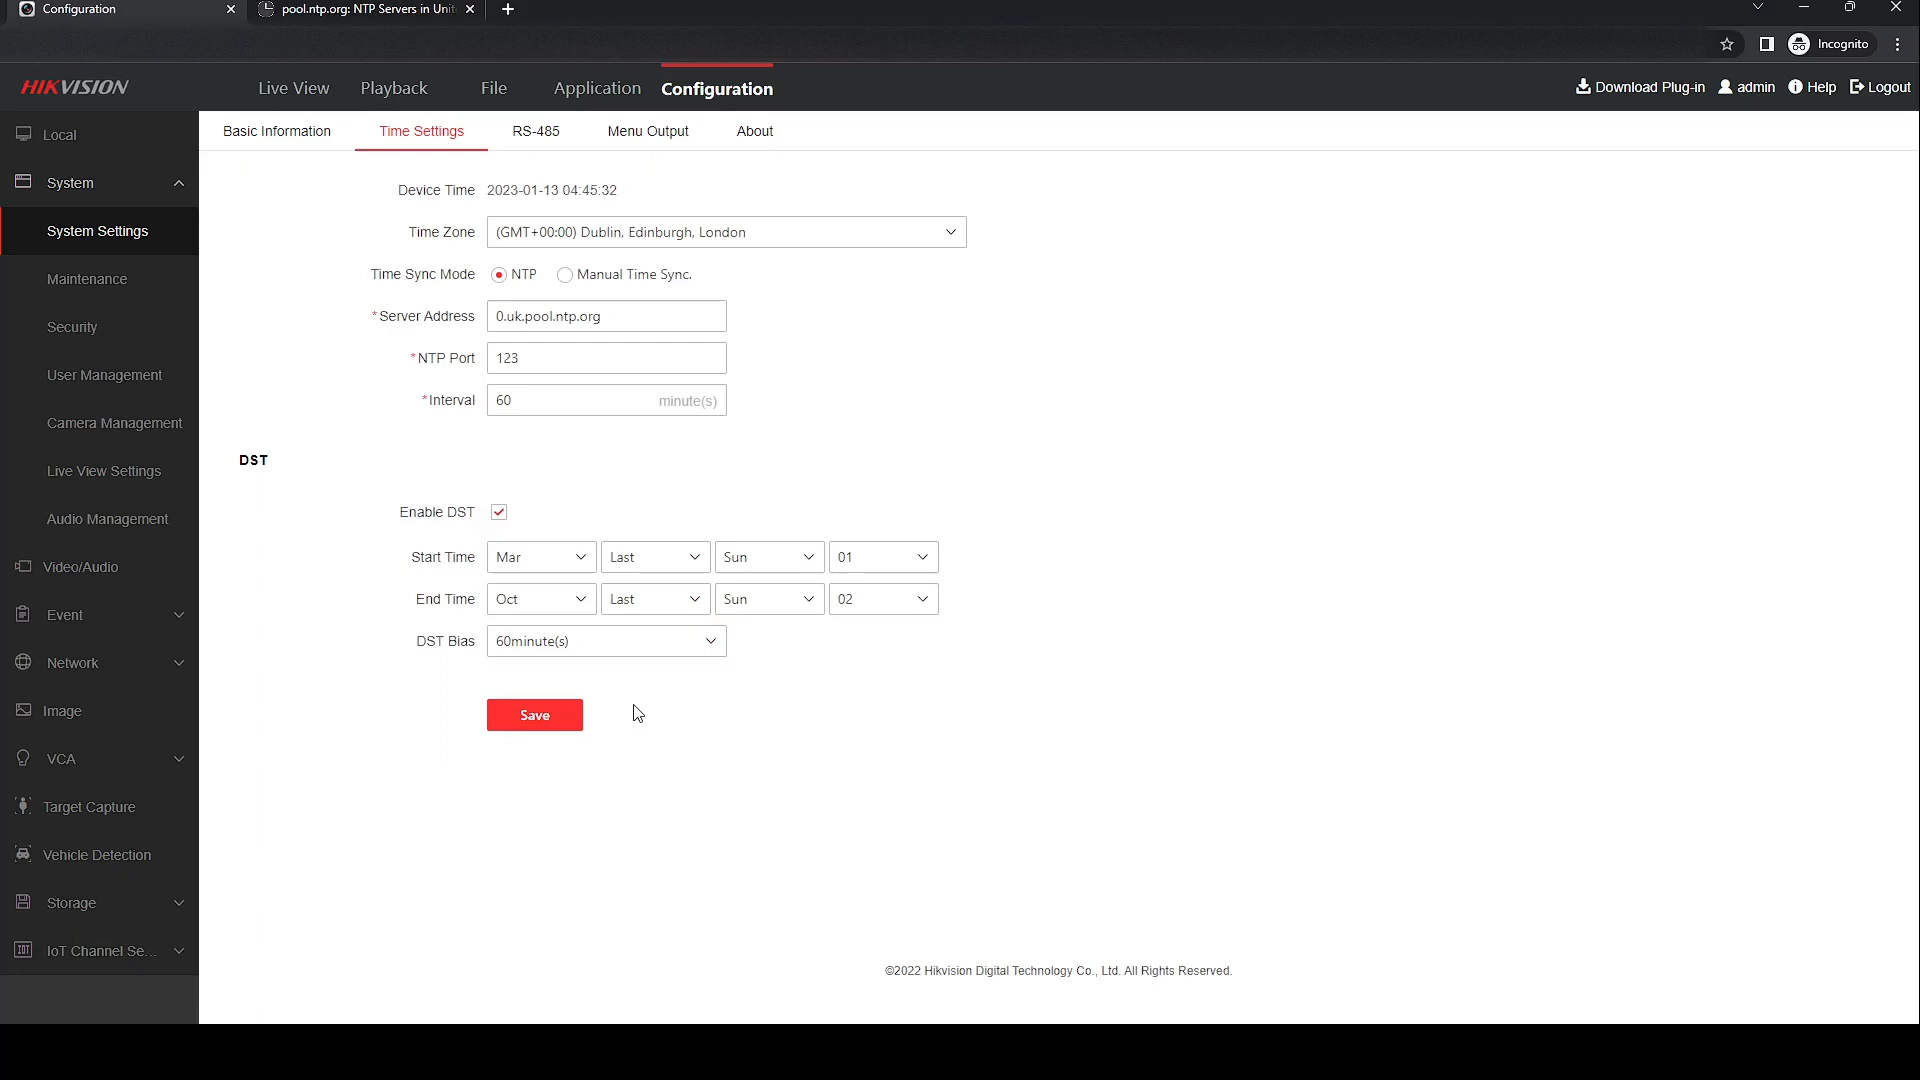 Configuration
pool.ntp.org: NTP Servers in Unit
Incognito
HIKVISION
Live View
Playback
File
Application
Configuration
Download Plug-in
admin
Help
Logout
Local
System
System Settings
Maintenance
Security
User Management
Camera Management
Live View Settings
Audio Management
Video/Audio
Event
Network
Image
VCA
Target Capture
Vehicle Detection
Storage
IOT
IoT Channel Se...
Basic Information
Time Settings
RS-485
Menu Output
About
Device Time 2023-01-13 04:45:32
Time Zone (GMT+00:00) Dublin, Edinburgh, London
Time Sync Mode NTP Manual Time Sync.
*Server Address 0.uk.pool.ntp.org
*NTP Port 123
*Interval 60 minute(s)
DST
Enable DST
Start Time Mar Last Sun 01
End Time Oct Last Sun 02
DST Bias 60minute(s)
Save
©2022 Hikvision Digital Technology Co., Ltd. All Rights Reserved.